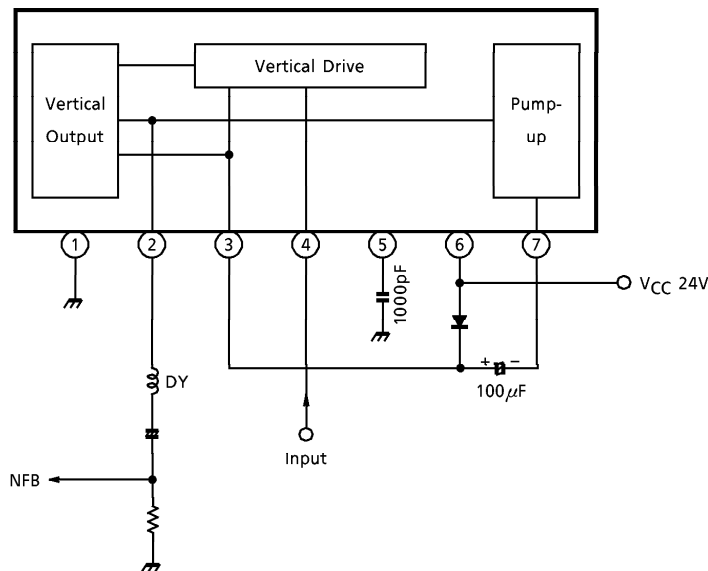 Vertical Drive
Vertical
Output
Pump-
up
1
2
3
4
5
6
7
1000pF
VCC 24V
+
−
100μF
DY
Input
NFB